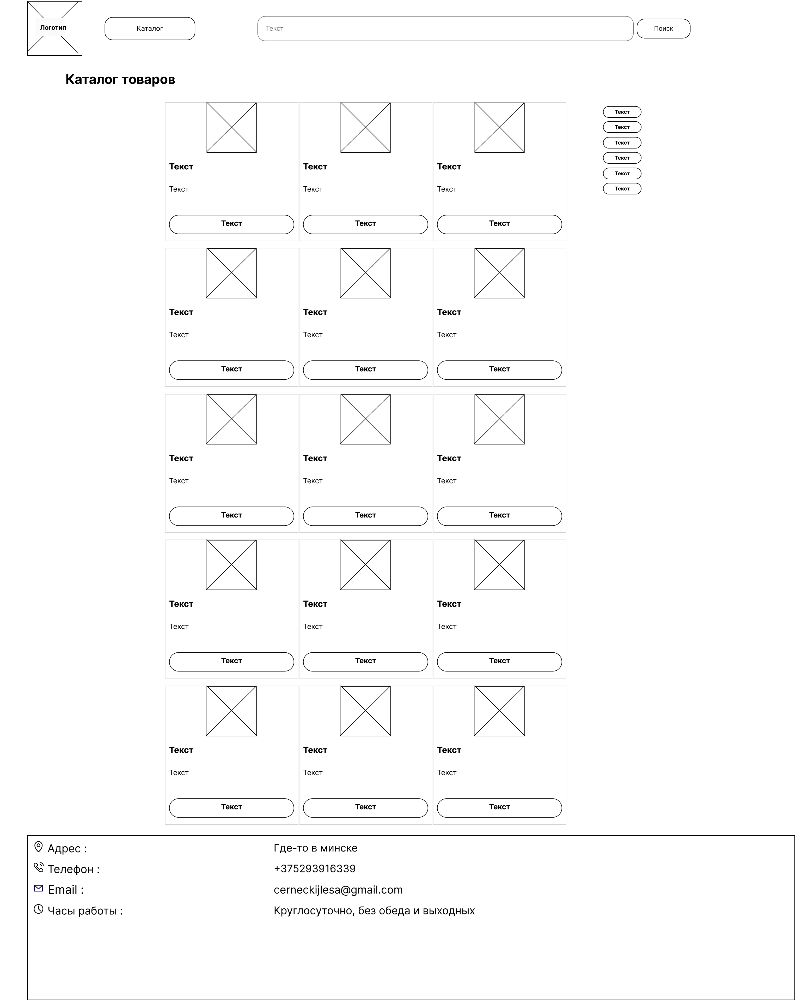 Логотип
Каталог
Текст
Поиск
Каталог товаров
Текст Текст Текст
Текст Текст Текст
Текст Текст Текст
Текст
Текст
Текст
Текст
Текст
Текст
Текст Текст Текст
Текст Текст Текст
Текст Текст Текст
Текст Текст Текст
Текст Текст Текст
Текст Текст Текст
Текст Текст Текст
Текст Текст Текст
Текст Текст Текст
Текст Текст Текст
Текст Текст Текст
Текст Текст Текст
Адрес : Где-то в минске
Телефон : +375293916339
Email : cerneckijlesa@gmail.com
Часы работы : Круглосуточно, без обеда и выходных